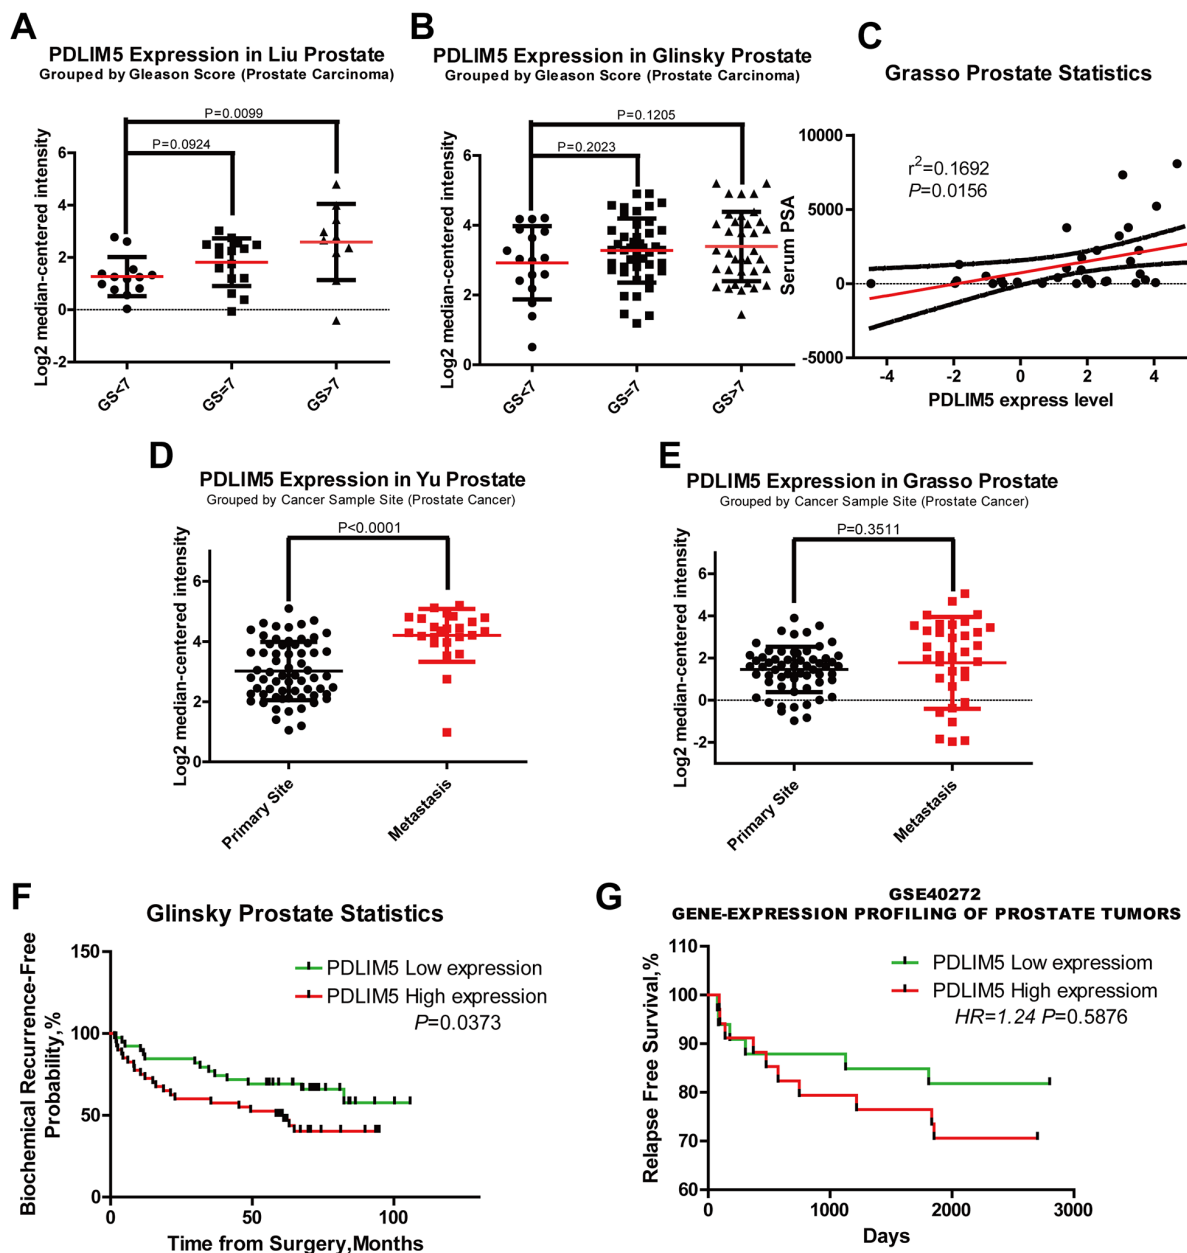 A
PDLIM5 Expression in Liu Prostate
Grouped by Gleason Score (Prostate Carcinoma)
P=0.0099
P=0.0924
Log2 median-centered intensity
6
4
2
0
-2
GS<7
GS=7
GS>7
B
PDLIM5 Expression in Glinsky Prostate
Grouped by Gleason Score (Prostate Carcinoma)
P=0.1205
P=0.2023
Log2 median-centered intensity
6
4
2
0
GS<7
GS=7
GS>7
C
Grasso Prostate Statistics
r²=0.1692
P=0.0156
Serum PSA
10000
5000
0
-5000
-4
-2
0
2
4
PDLIM5 express level
D
PDLIM5 Expression in Yu Prostate
Grouped by Cancer Sample Site (Prostate Cancer)
P<0.0001
Log2 median-centered intensity
6
4
2
0
Primary Site
Metastasis
E
PDLIM5 Expression in Grasso Prostate
Grouped by Cancer Sample Site (Prostate Cancer)
P=0.3511
Log2 median-centered intensity
6
4
2
0
-2
Primary Site
Metastasis
F
Glinsky Prostate Statistics
PDLIM5 Low expression
PDLIM5 High expression
P=0.0373
Biochemical Recurrence-Free
Probability,%
150
100
50
0
0
50
100
Time from Surgery,Months
G
GSE40272
GENE-EXPRESSION PROFILING OF PROSTATE TUMORS
PDLIM5 Low expressiom
PDLIM5 High expressiom
HR=1.24 P=0.5876
Relapse Free Survival,%
110
100
90
80
70
60
0
1000
2000
3000
Days